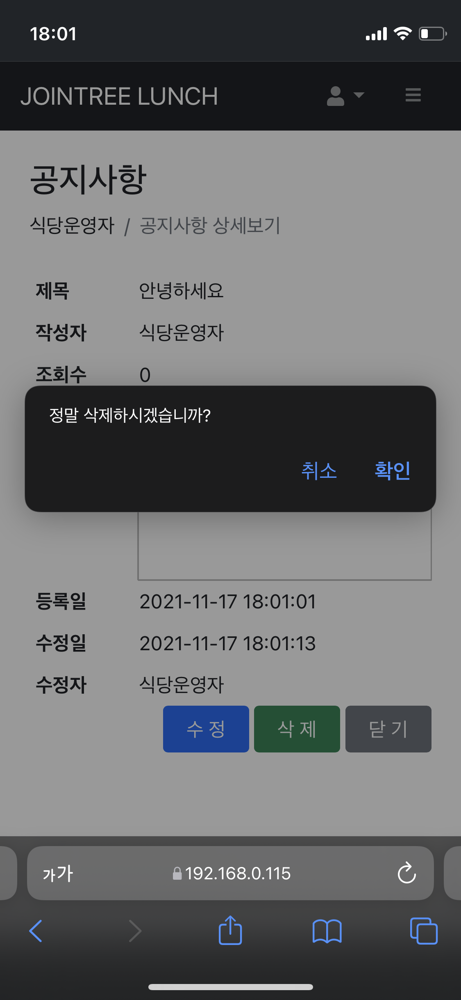 18:01
JOINTREE LUNCH
공지사항
식당운영자 / 공지사항 상세보기
제목 안녕하세요
작성자 식당운영자
조회수 0
정말 삭제하시겠습니까?
취소 확인
등록일 2021-11-17 18:01:01
수정일 2021-11-17 18:01:13
수정자 식당운영자
수 정 삭 제 닫 기
가가 192.168.0.115